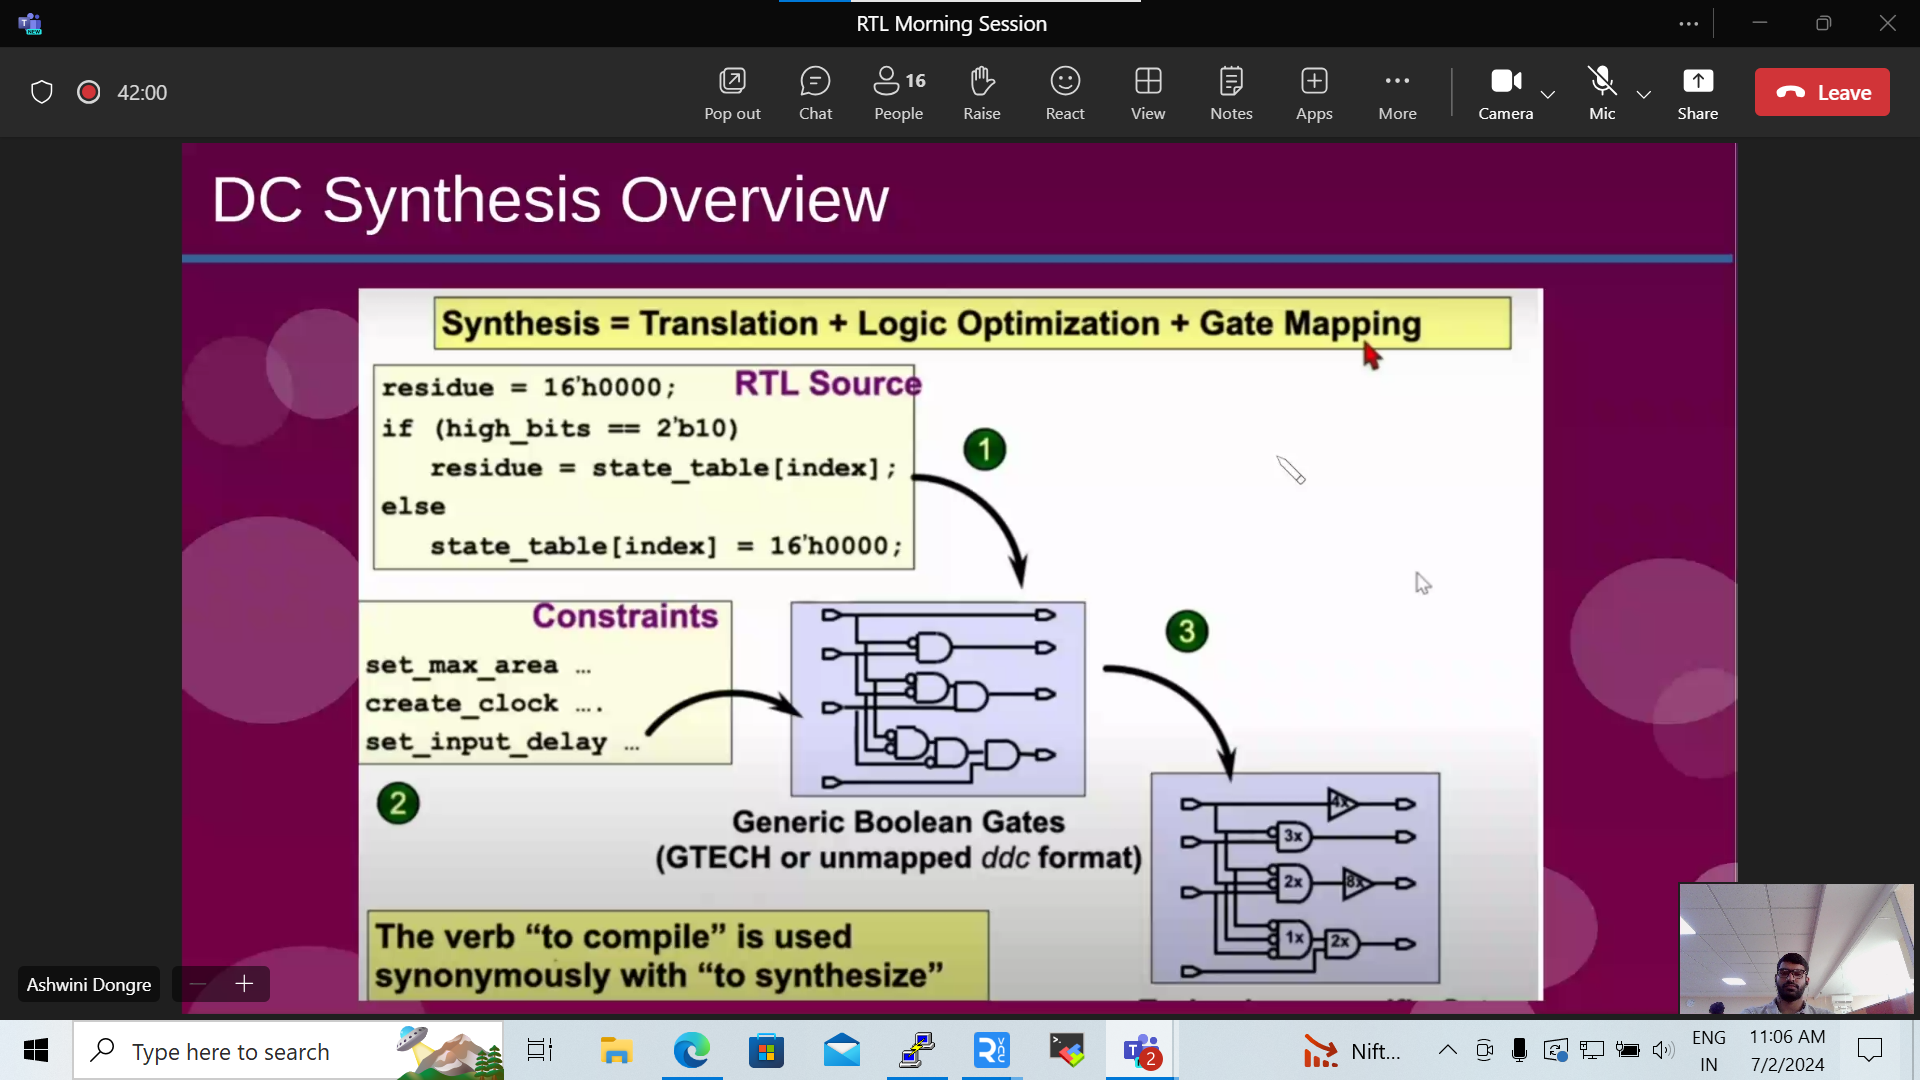 RTL Morning Session
42:00
Pop out
Chat
16
People
Raise
React
View
Notes
Apps
More
Camera
Mic
Share
Leave
DC Synthesis Overview
Synthesis = Translation + Logic Optimization + Gate Mapping
RTL Source
residue = 16'h0000;
if (high_bits == 2'b10)
residue = state_table[index];
else
state_table[index] = 16'h0000;
1
Constraints
set_max_area ...
create_clock ....
set_input_delay ...
2
3
Generic Boolean Gates
(GTECH or unmapped ddc format)
4x
3x
2x
8x
1x
2x
The verb “to compile” is used
synonymously with “to synthesize”
Ashwini Dongre
Type here to search
2
Nift...
ENG
IN
11:06 AM
7/2/2024